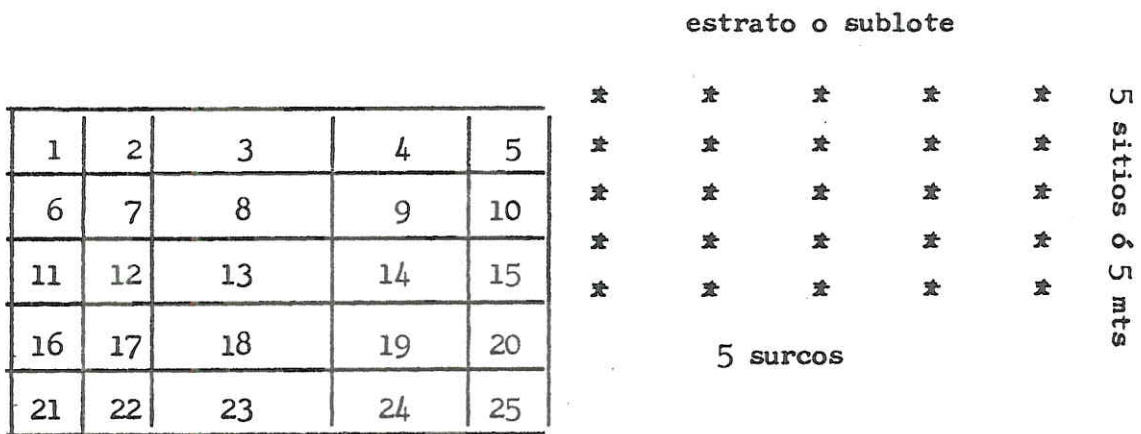 estrato o sublote
1 2 3 4 5
6 7 8 9 10
11 12 13 14 15
16 17 18 19 20
21 22 23 24 25
* * * * *
* * * * *
* * * * *
* * * * *
* * * * *
5 sitios ó 5 mts
5 surcos